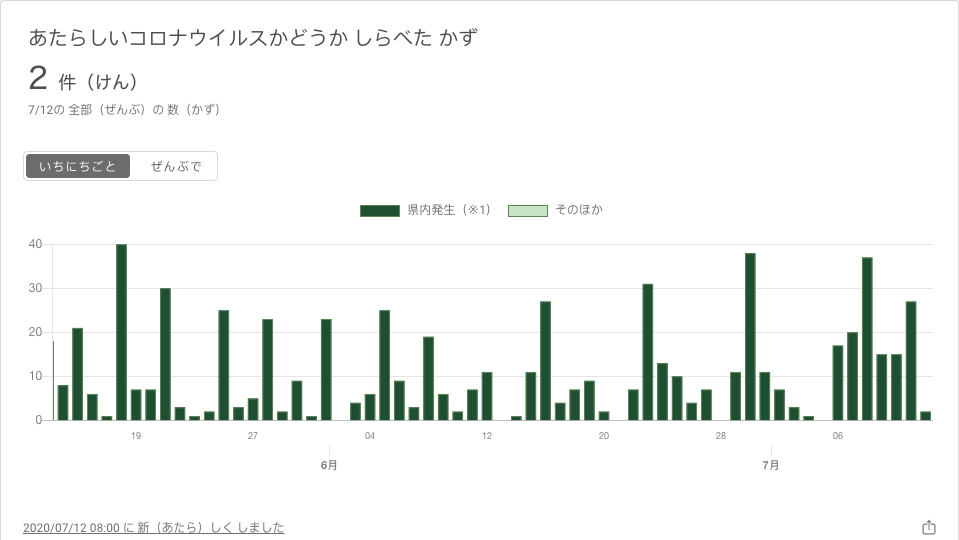 あたらしいコロナウイルスかどうか しらべた かず
2 件（けん）
7/12の 全部（ぜんぶ）の 数（かず）
いちにちごと ぜんぶで
県内発生（※1） そのほか
40
30
20
10
0
19 27 04 12 20 28 06
6月 7月
2020/07/12 08:00 に 新（あたら）しく しました